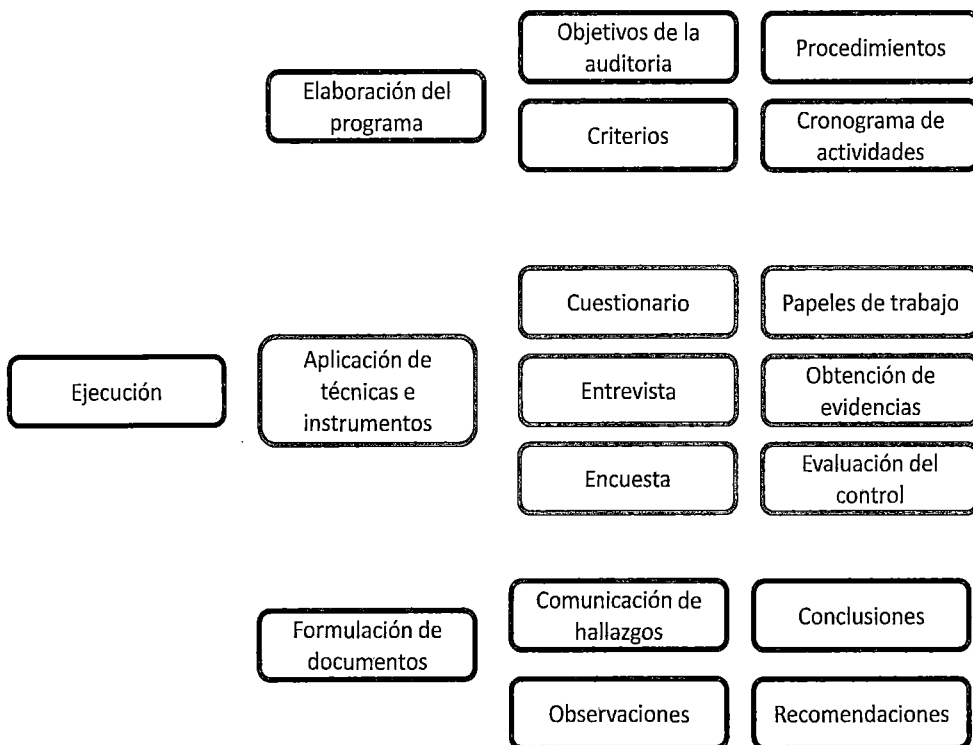 Objetivos de la
auditoria
Procedimientos
Elaboración del
programa
Criterios
Cronograma de
actividades
Cuestionario
Papeles de trabajo
Ejecución
Aplicación de
técnicas e
instrumentos
Entrevista
Obtención de
evidencias
Encuesta
Evaluación del
control
Formulación de
documentos
Comunicación de
hallazgos
Conclusiones
Observaciones
Recomendaciones